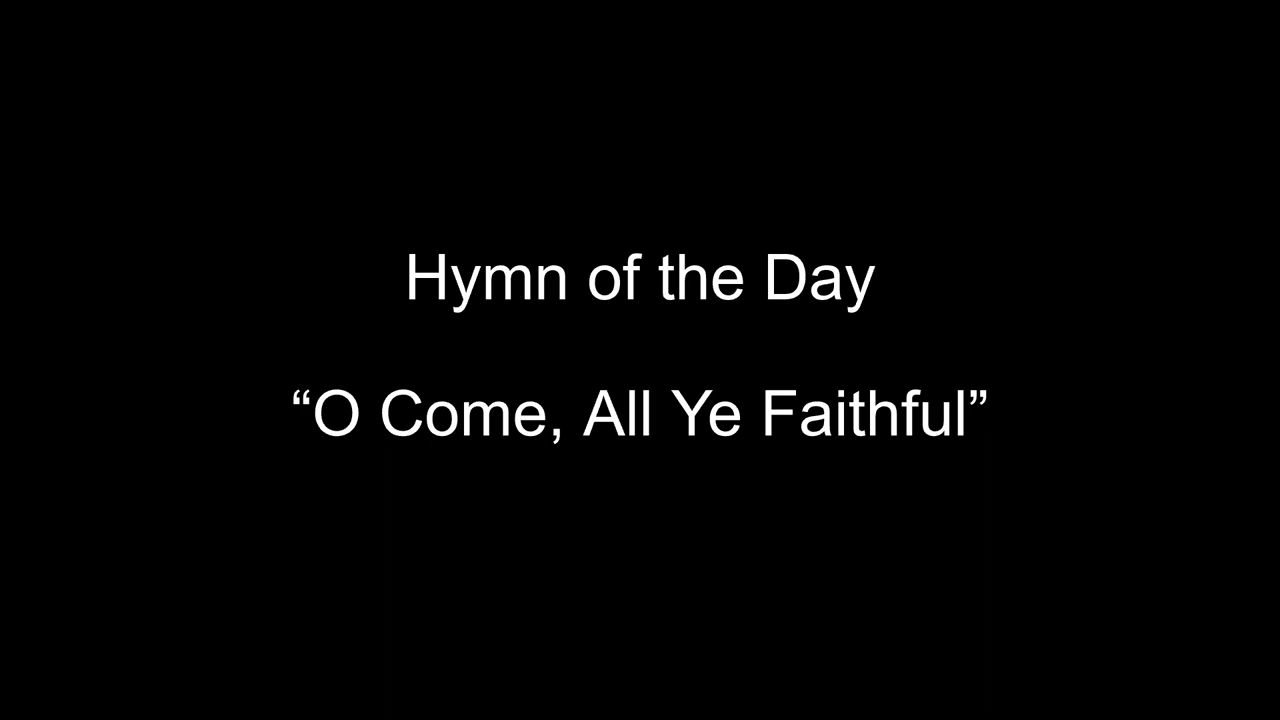 Hymn of the Day
“O Come, All Ye Faithful”